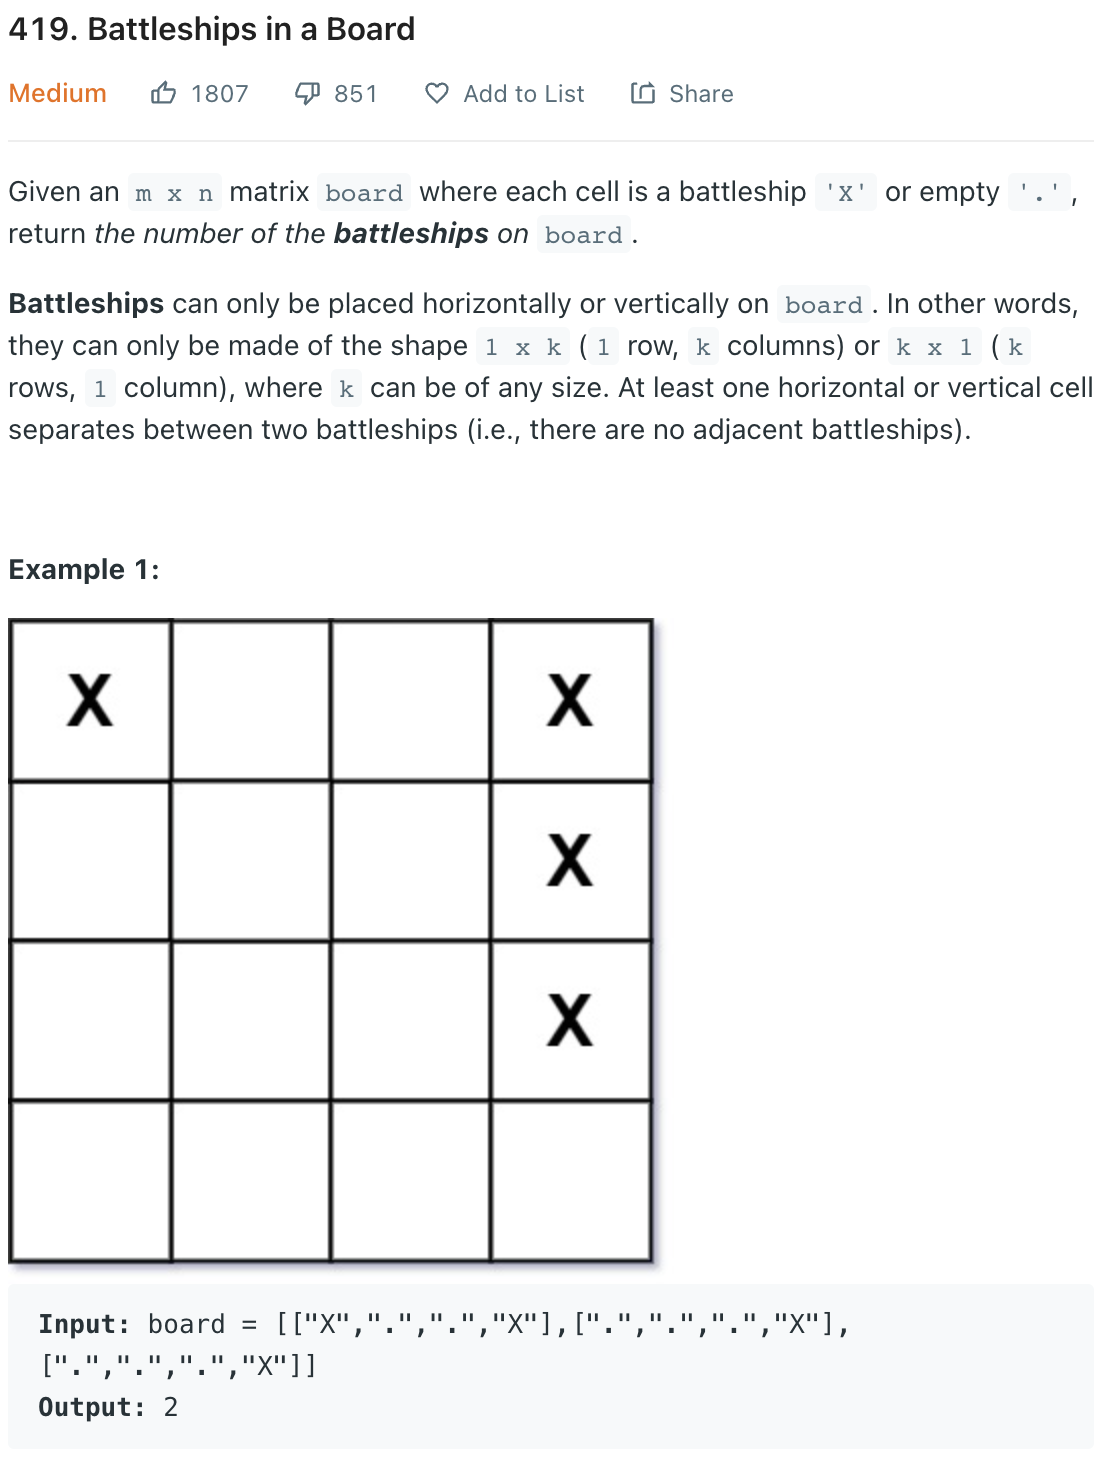 419. Battleships in a Board
Medium 1807 851 Add to List Share
Given an m x n matrix board where each cell is a battleship 'X' or empty '.',
return the number of the battleships on board.
Battleships can only be placed horizontally or vertically on board. In other words,
they can only be made of the shape 1 x k (1 row, k columns) or k x 1 (k
rows, 1 column), where k can be of any size. At least one horizontal or vertical cell
separates between two battleships (i.e., there are no adjacent battleships).
Example 1:
X X
X
X
Input: board = [["X",".",".","X"],[".",".",".","X"],
[".",".",".","X"]]
Output: 2